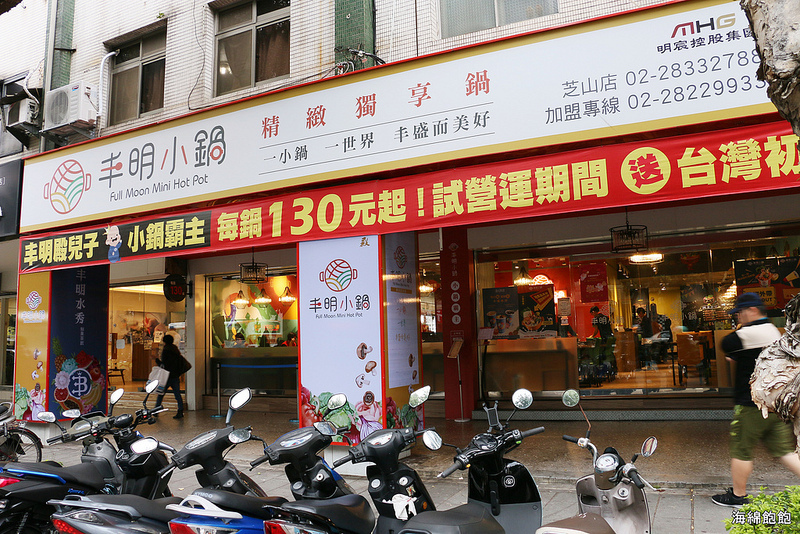 MHG
明宸控股集團
丰明小鍋
Full Moon Mini Hot Pot
精緻獨享鍋
一小鍋 一世界 丰盛而美好
芝山店 02-28332788
加盟專線 02-2822993
丰明殿兒子 小鍋霸主 每鍋130元起！試營運期間 送 台灣初
丰明小鍋
Full Moon Mini Hot Pot
丰明水秀
海綿飽飽